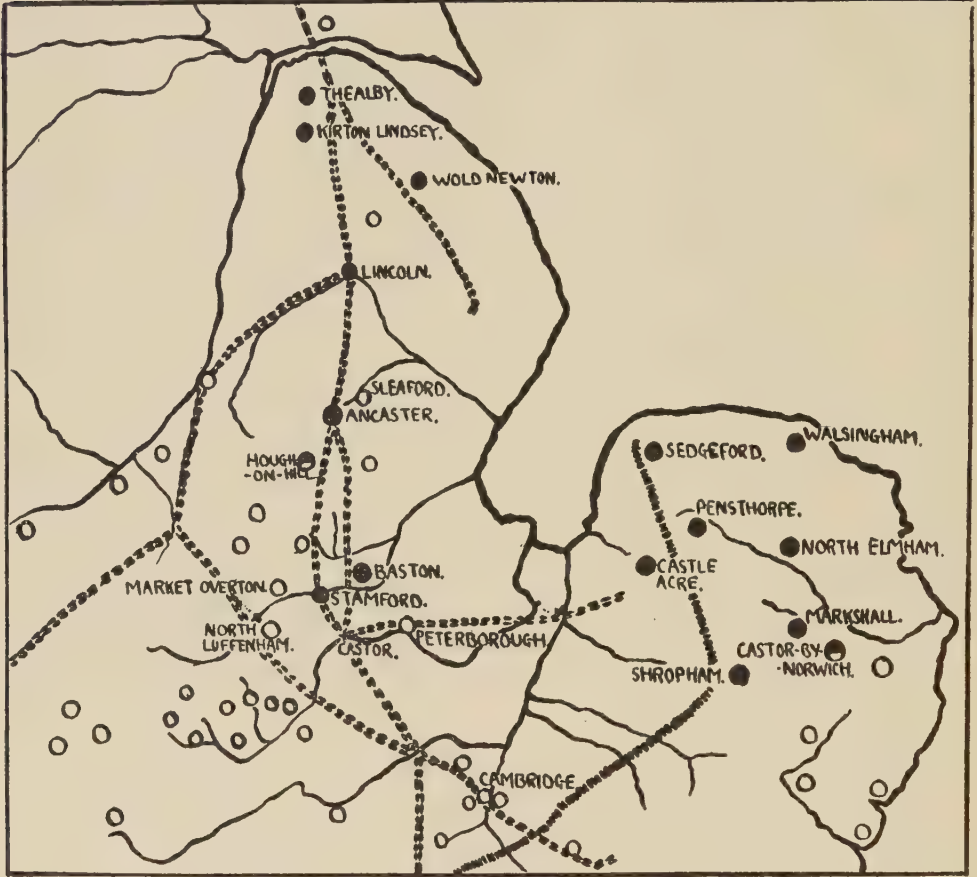 THEALBY.
KIRTON LINDSEY.
WOLD NEWTON.
LINCOLN.
SLEAFORD.
ANCASTER.
HOUGH
-ON-HILL
WALSINGHAM.
SEDGEFORD.
PENSTHORPE.
NORTH ELMHAM.
CASTLE
ACRE.
BASTON.
MARKET OVERTON.
STAMFORD.
MARKSHALL.
NORTH
LUFFENHAM.
PETERBOROUGH
CASTOR.
CASTOR-BY
-NORWICH.
SHROPHAM.
CAMBRIDGE